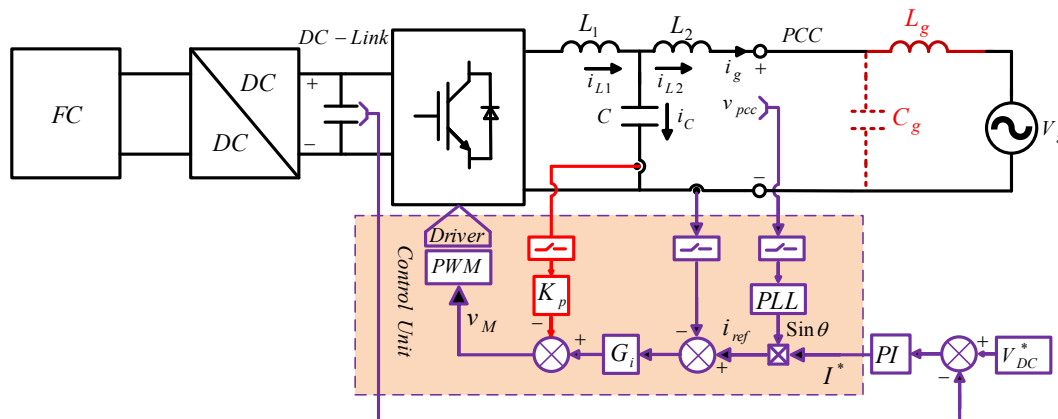 L1
L2
Lg
DC-Link
PCC
iL1
iL2
ig
+
+
FC
DC
DC
-
C
iC
vpcc
Cg
-
Driver
PWM
Control Unit
Kp
PLL
vM
-
+
Gi
-
+
iref
Sin θ
I*
PI
+
-
V*DC